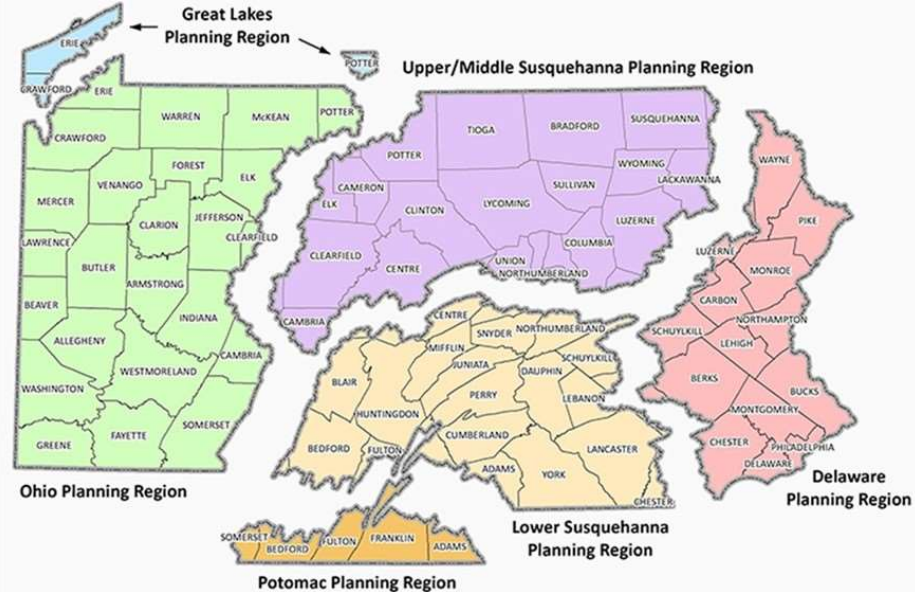 Great Lakes
Planning Region
ERIE
CRAWFORD
POTTER
Upper/Middle Susquehanna Planning Region
ERIE
WARREN
McKEAN
POTTER
CRAWFORD
FOREST
ELK
VENANGO
MERCER
CLARION
JEFFERSON
CLEARFIELD
LAWRENCE
BUTLER
ARMSTRONG
BEAVER
INDIANA
ALLEGHENY
CAMBRIA
WESTMORELAND
WASHINGTON
SOMERSET
FAYETTE
GREENE
Ohio Planning Region
TIOGA
BRADFORD
SUSQUEHANNA
POTTER
WYOMING
LACKAWANNA
CAMERON
SULLIVAN
ELK
CLINTON
LYCOMING
LUZERNE
COLUMBIA
CLEARFIELD
CENTRE
UNION
NORTHUMBERLAND
CAMBRIA
CENTRE
SNYDER
NORTHUMBERLAND
MIFFLIN
JUNIATA
SCHUYLKILL
DAUPHIN
BLAIR
PERRY
LEBANON
HUNTINGDON
CUMBERLAND
BEDFORD
FULTON
LANCASTER
ADAMS
YORK
CHESTER
Lower Susquehanna
Planning Region
WAYNE
PIKE
LUZERNE
MONROE
CARBON
NORTHAMPTON
SCHUYLKILL
LEHIGH
BERKS
BUCKS
MONTGOMERY
CHESTER
PHILADELPHIA
DELAWARE
Delaware
Planning Region
SOMERSET
BEDFORD
FULTON
FRANKLIN
ADAMS
Potomac Planning Region